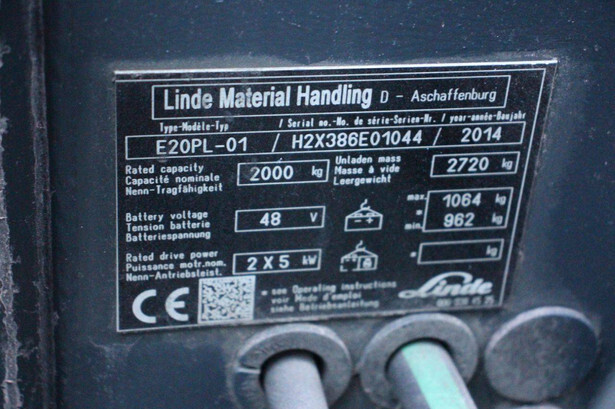 Linde Material Handling D - Aschaffenburg
Type-Modèle-Typ / Serial no.-No. de série-Serien-Nr. / year-année-Baujahr
E20PL-01 / H2X386E01044 / 2014
Rated capacity
Capacité nominale
Nenn-Tragfähigkeit
2000 kg
Unladen mass
Masse à vide
Leergewicht
2720 kg
Battery voltage
Tension batterie
Batteriespannung
48 V
- +
max. 1064 kg
*
min. 962 kg
Rated drive power
Puissance motr.nom.
Nenn-Antriebsleist.
2 X 5 kW
* kg
CE
* see Operating instructions
voir Mode d'emploi
siehe Betriebsanleitung
Linde